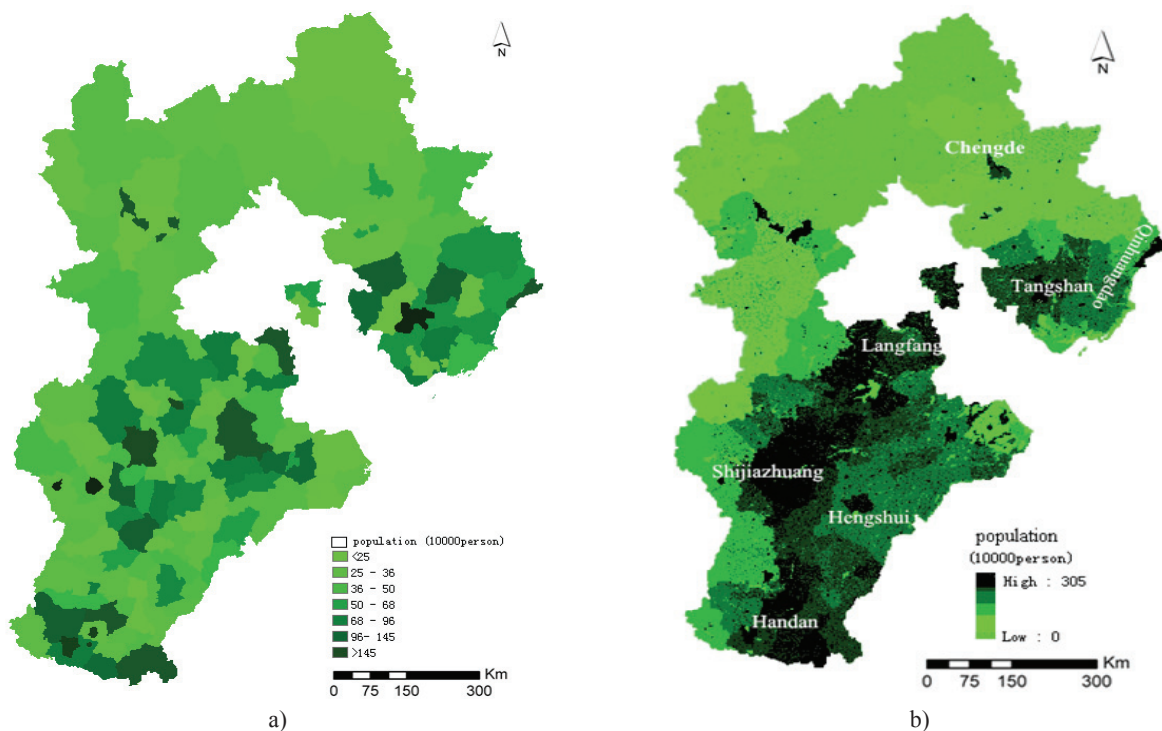 N
population (10000person)
<25
25 - 36
36 - 50
50 - 68
68 - 96
96- 145
>145
Km
0 75 150 300
a)
N
Chengde
Qinhuangdao
Tangshan
Langfang
Shijiazhuang
Hengshui
Handan
population
(10000person)
High : 305
Low : 0
Km
0 75 150 300
b)